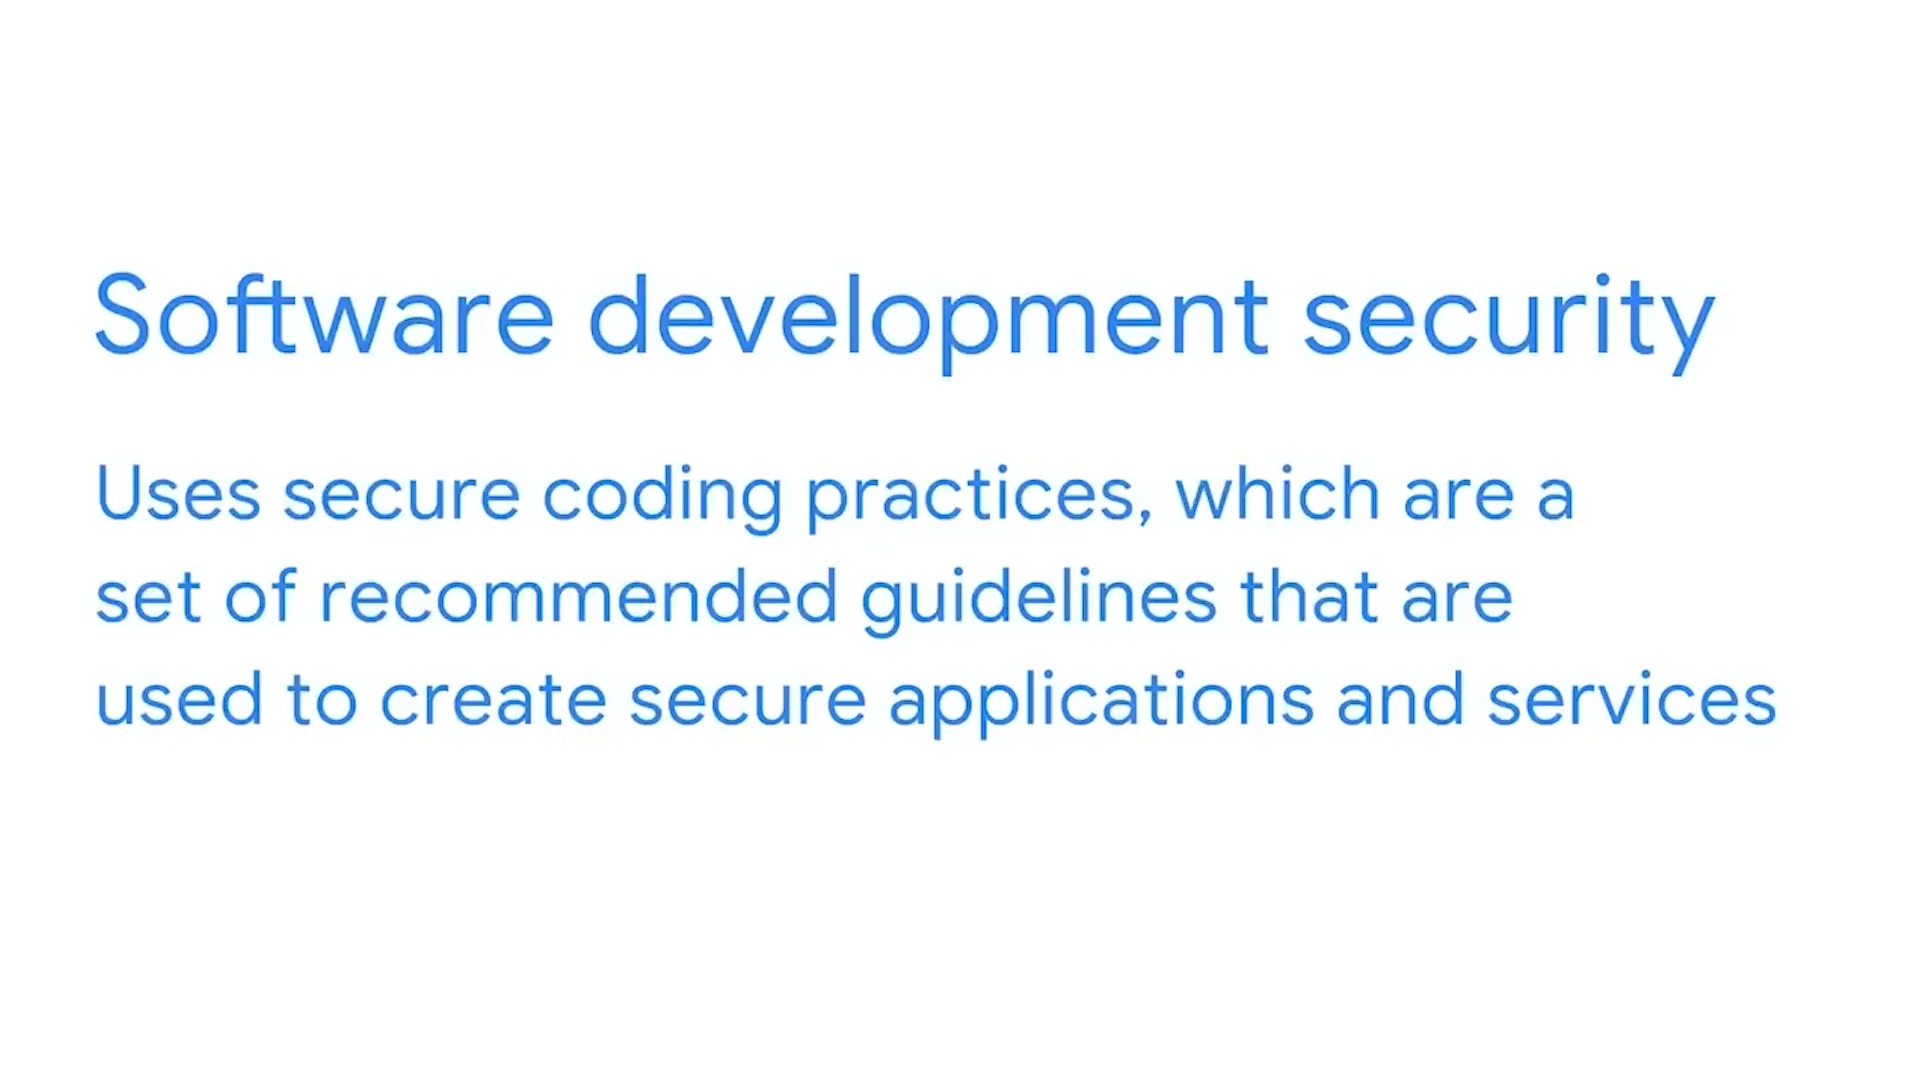 Software development security
Uses secure coding practices, which are a
set of recommended guidelines that are
used to create secure applications and services